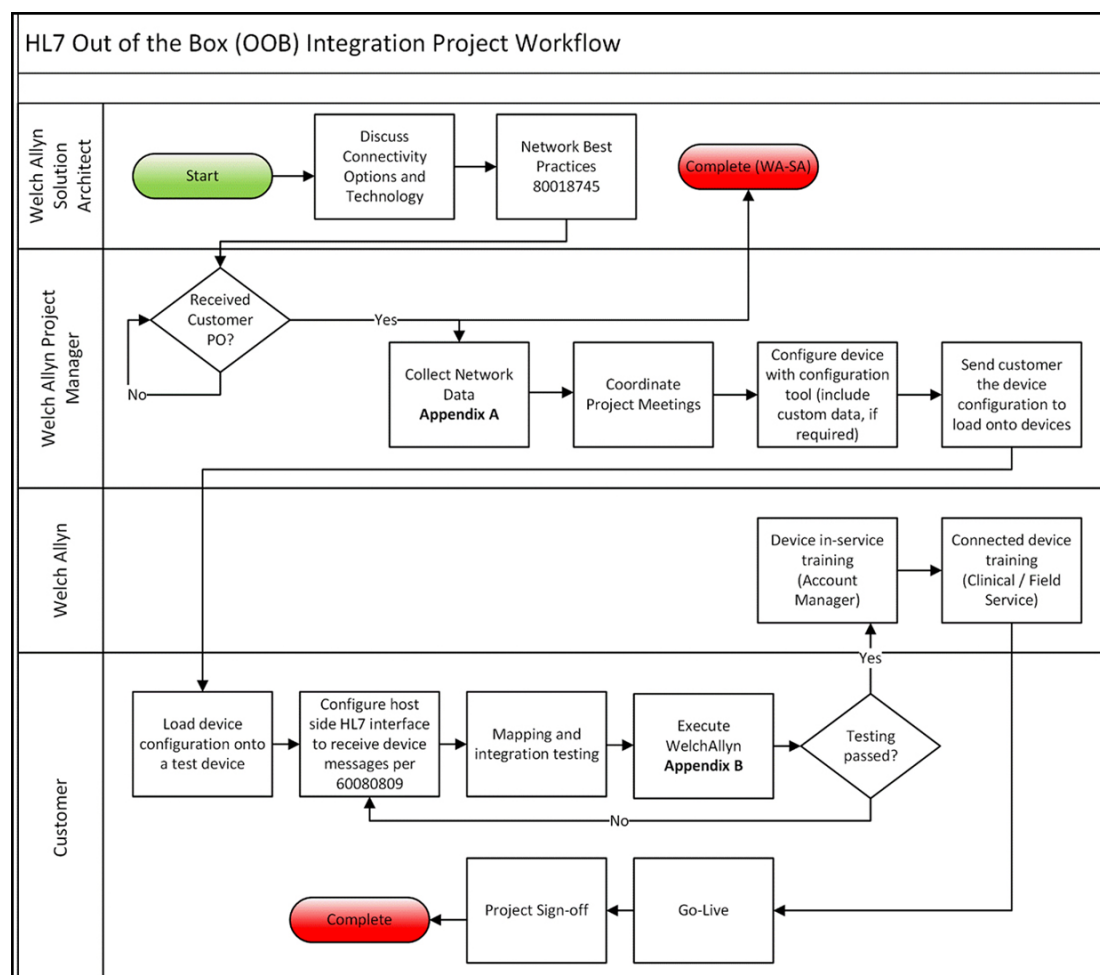 HL7 Out of the Box (OOB) Integration Project Workflow
Welch Allyn
Solution
Architect
Start
Discuss
Connectivity
Options and
Technology
Network Best
Practices
80018745
Complete (WA-SA)
Welch Allyn Project
Manager
Received
Customer
PO?
Yes
No
Collect Network
Data
Appendix A
Coordinate
Project Meetings
Configure device
with configuration
tool (include
custom data, if
required)
Send customer
the device
configuration to
load onto devices
Welch Allyn
Device in-service
training
(Account
Manager)
Connected device
training
(Clinical / Field
Service)
Customer
Load device
configuration onto
a test device
Configure host
side HL7 interface
to receive device
messages per
60080809
Mapping and
integration testing
Execute
WelchAllyn
Appendix B
Testing
passed?
Yes
No
Complete
Project Sign-off
Go-Live